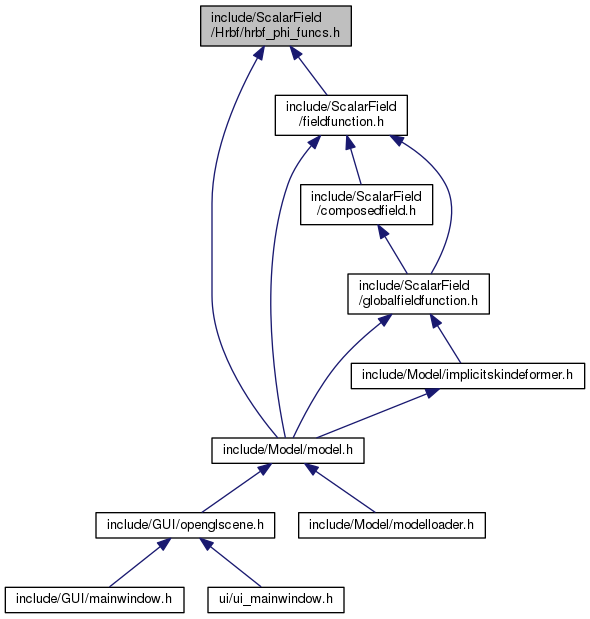 include/ScalarField
/Hrbf/hrbf_phi_funcs.h
include/ScalarField
/fieldfunction.h
include/ScalarField
/composedfield.h
include/ScalarField
/globalfieldfunction.h
include/Model/implicitskindeformer.h
include/Model/model.h
include/GUI/openglscene.h
include/Model/modelloader.h
include/GUI/mainwindow.h
ui/ui_mainwindow.h